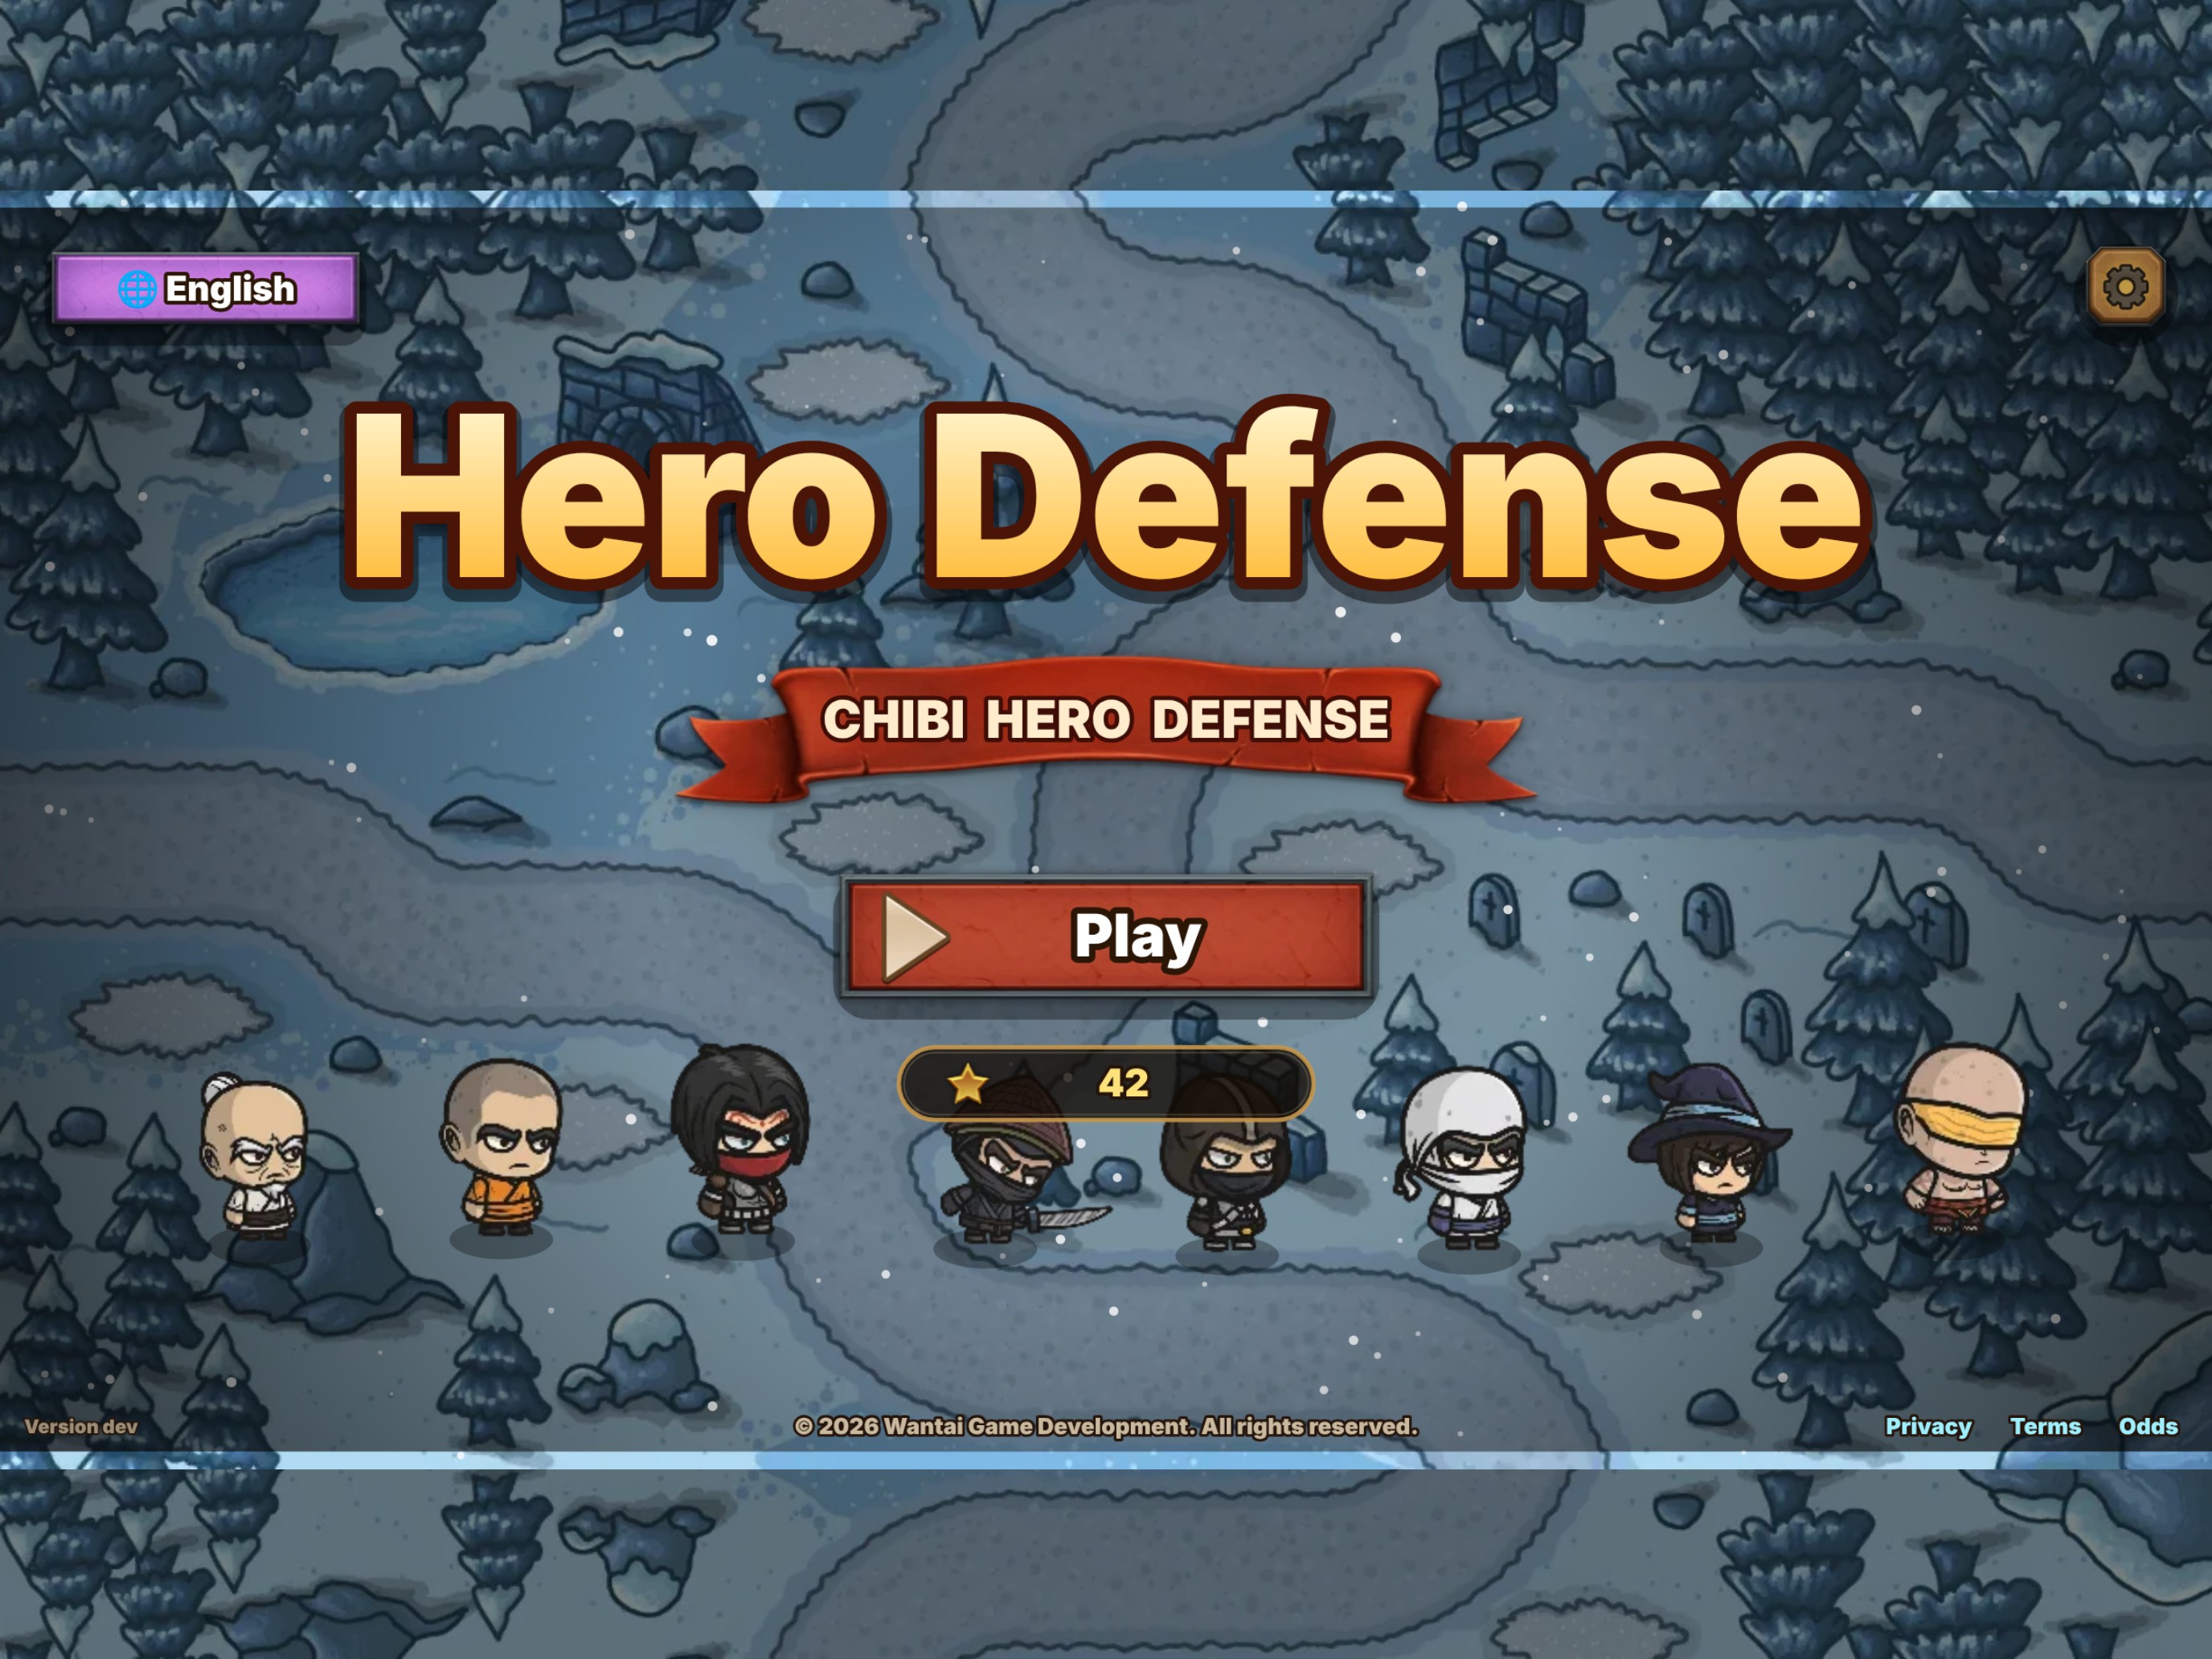 English
Hero Defense
CHIBI HERO DEFENSE
Play
42
Version dev
© 2026 Wantai Game Development. All rights reserved.
Privacy Terms Odds